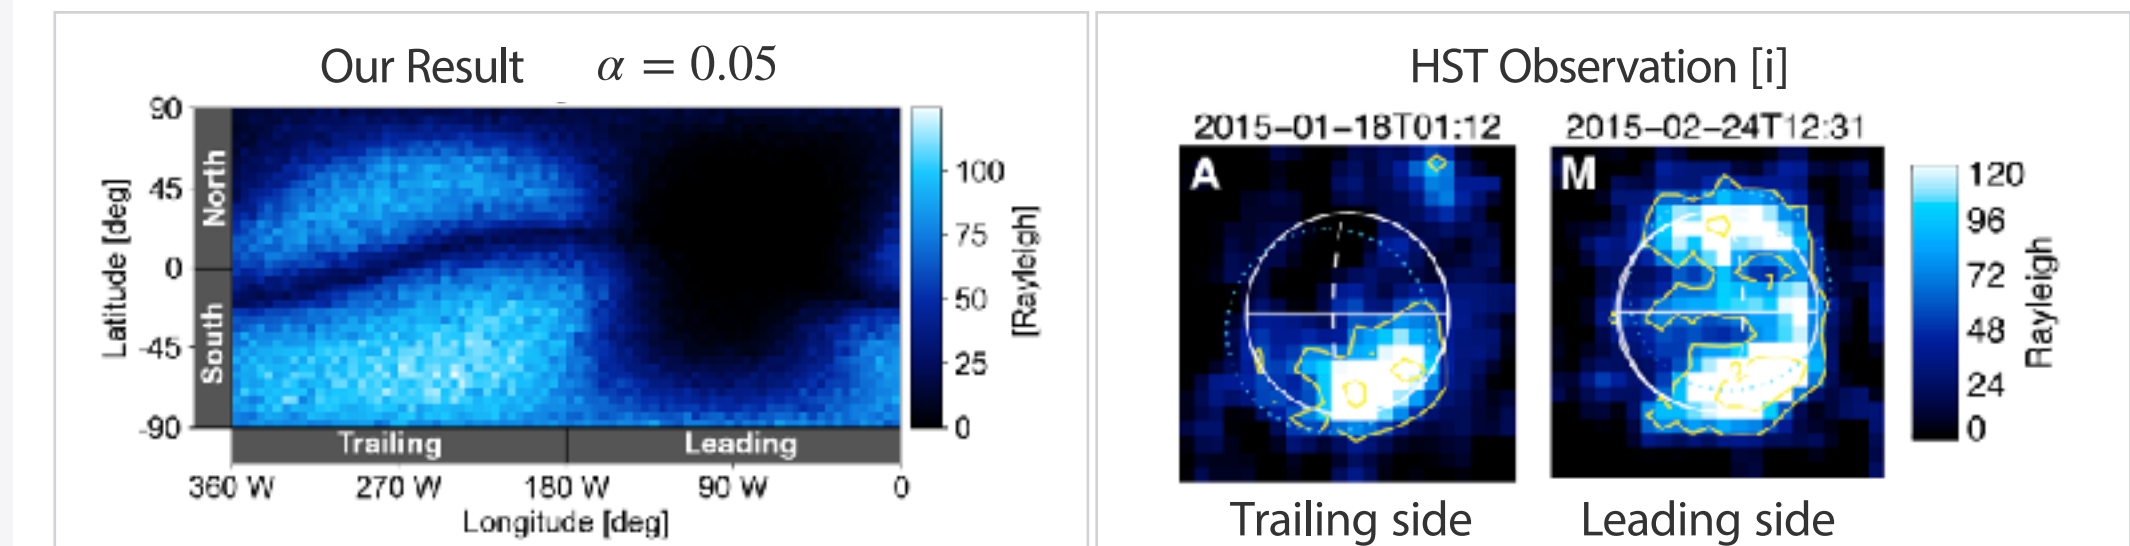 Our Result α = 0.05
90
45
0
-45
-90
Latitude [deg]
North
South
Trailing
Leading
360 W
270 W
180 W
90 W
0
Longitude [deg]
100
75
50
25
0
[Rayleigh]
HST Observation [i]
2015-01-18T01:12
2015-02-24T12:31
A
M
120
96
72
48
24
0
Rayleigh
Trailing side
Leading side